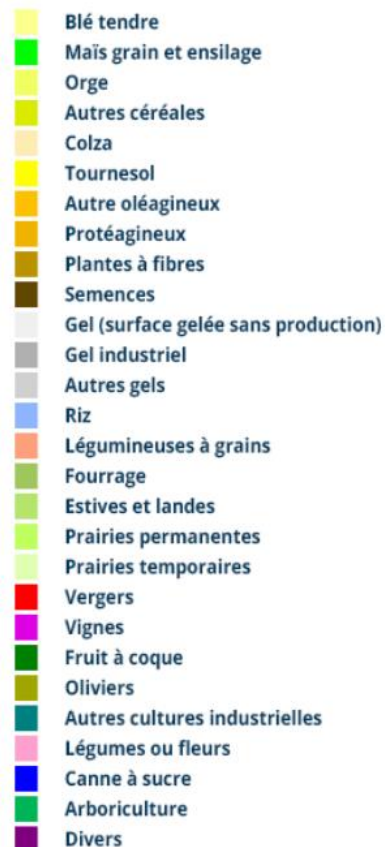 Blé tendre
Maïs grain et ensilage
Orge
Autres céréales
Colza
Tournesol
Autre oléagineux
Protéagineux
Plantes à fibres
Semences
Gel (surface gelée sans production)
Gel industriel
Autres gels
Riz
Légumineuses à grains
Fourrage
Estives et landes
Prairies permanentes
Prairies temporaires
Vergers
Vignes
Fruit à coque
Oliviers
Autres cultures industrielles
Légumes ou fleurs
Canne à sucre
Arboriculture
Divers